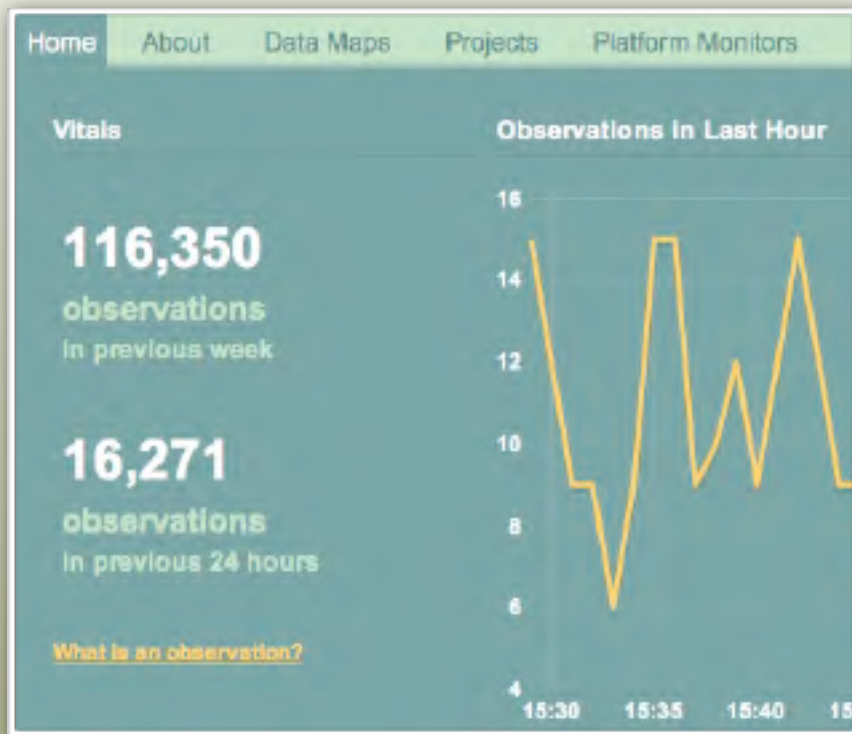 Home About Data Maps Projects Platform Monitors
Vitals
116,350
observations
in previous week
16,271
observations
in previous 24 hours
What is an observation?
Observations in Last Hour
16
14
12
10
8
6
4
15:30 15:35 15:40 15